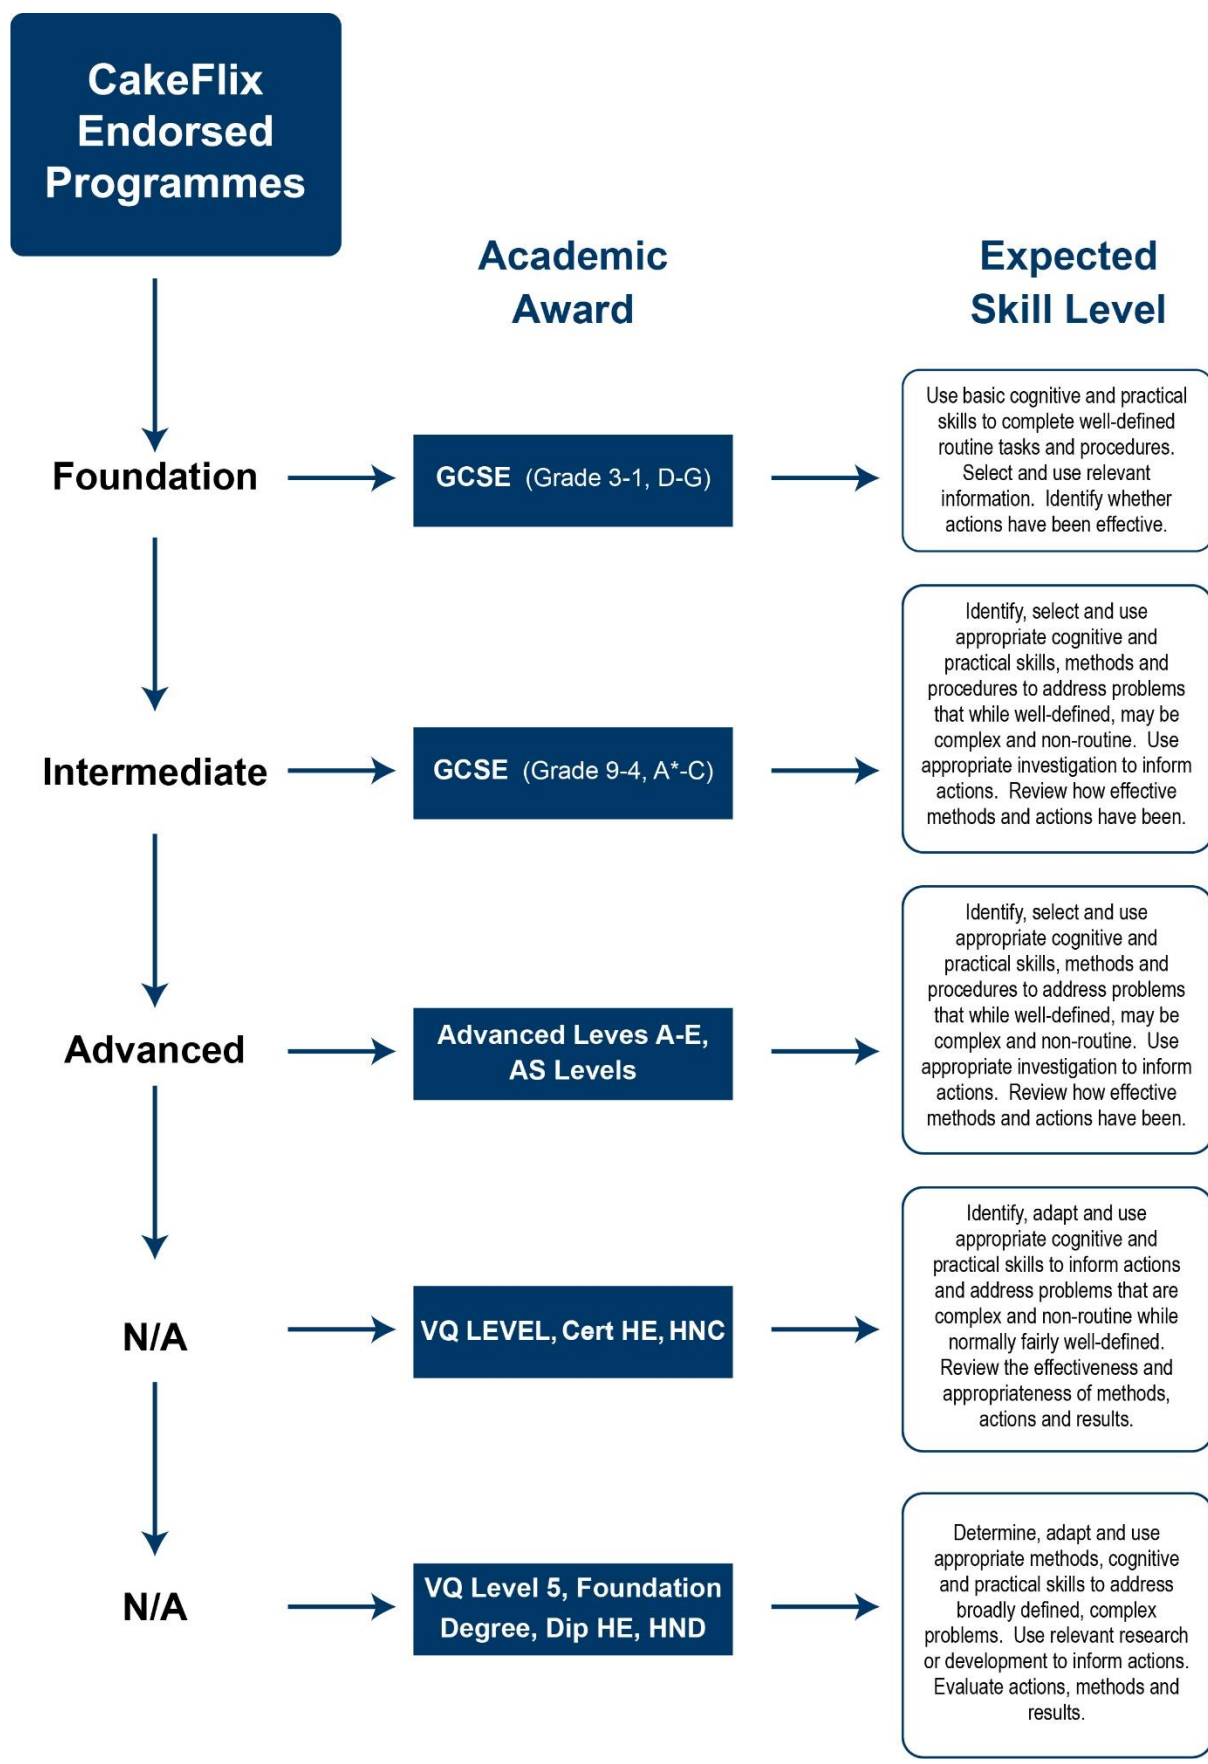 CakeFlix
Endorsed
Programmes
Academic
Award
Expected
Skill Level
Foundation
GCSE (Grade 3-1, D-G)
Use basic cognitive and practical
skills to complete well-defined
routine tasks and procedures.
Select and use relevant
information. Identify whether
actions have been effective.
Intermediate
GCSE (Grade 9-4, A*-C)
Identify, select and use
appropriate cognitive and
practical skills, methods and
procedures to address problems
that while well-defined, may be
complex and non-routine. Use
appropriate investigation to inform
actions. Review how effective
methods and actions have been.
Advanced
Advanced Leves A-E,
AS Levels
Identify, select and use
appropriate cognitive and
practical skills, methods and
procedures to address problems
that while well-defined, may be
complex and non-routine. Use
appropriate investigation to inform
actions. Review how effective
methods and actions have been.
N/A
VQ LEVEL, Cert HE, HNC
Identify, adapt and use
appropriate cognitive and
practical skills to inform actions
and address problems that are
complex and non-routine while
normally fairly well-defined.
Review the effectiveness and
appropriateness of methods,
actions and results.
N/A
VQ Level 5, Foundation
Degree, Dip HE, HND
Determine, adapt and use
appropriate methods, cognitive
and practical skills to address
broadly defined, complex
problems. Use relevant research
or development to inform actions.
Evaluate actions, methods and
results.